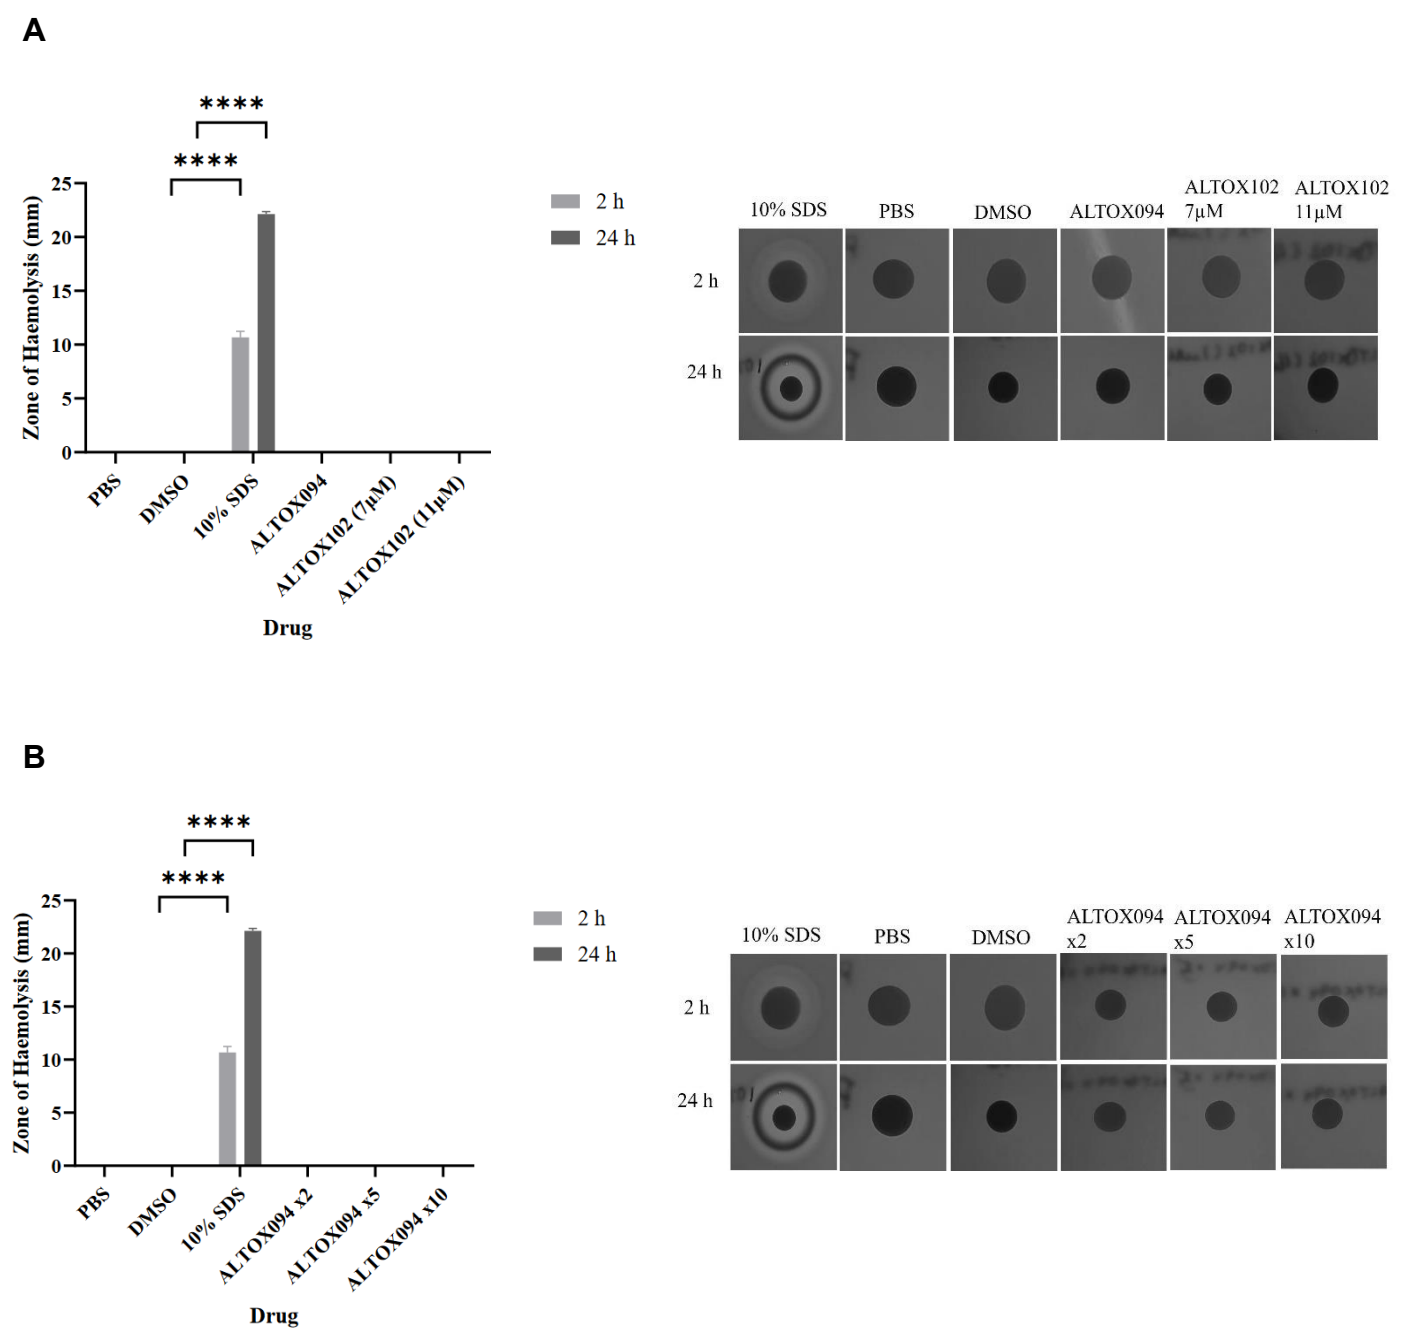 A
****
****
25
20
15
10
5
0
Zone of Haemolysis (mm)
PBS
DMSO
10% SDS
ALTOX094
ALTOX102 (7µM)
ALTOX102 (11µM)
Drug
2 h
24 h
10% SDS
PBS
DMSO
ALTOX094
ALTOX102
7µM
ALTOX102
11µM
2 h
24 h
B
****
****
25
20
15
10
5
0
Zone of Haemolysis (mm)
PBS
DMSO
10% SDS
ALTOX094 x2
ALTOX094 x5
ALTOX094 x10
Drug
2 h
24 h
10% SDS
PBS
DMSO
ALTOX094
x2
ALTOX094
x5
ALTOX094
x10
2 h
24 h